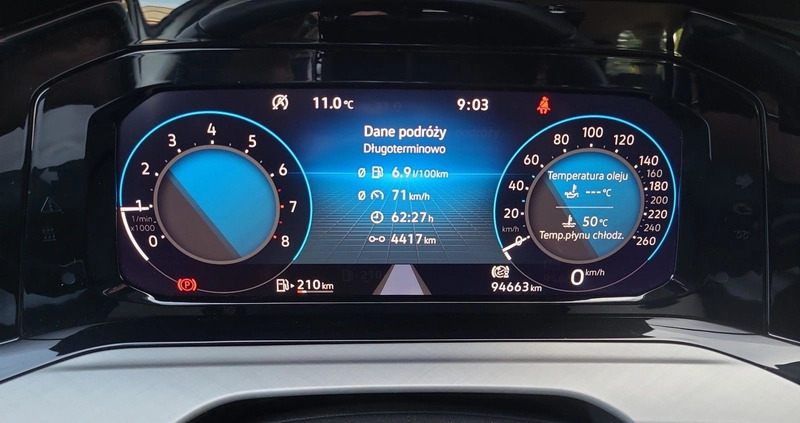 11.0 °C
9:03
Dane podróży
Długoterminowo
Ø 6.9 l/100km
Ø 71 km/h
62:27 h
4417 km
0 1 2 3 4 5 6 7 8
1/min
x1000
0 20 40 60 80 100 120 140 160 180 200 220 240 260
km/h
Temperatura oleju
---°C
50 °C
Temp.płynu chłodz.
(P)
210 km
94663 km
0 km/h